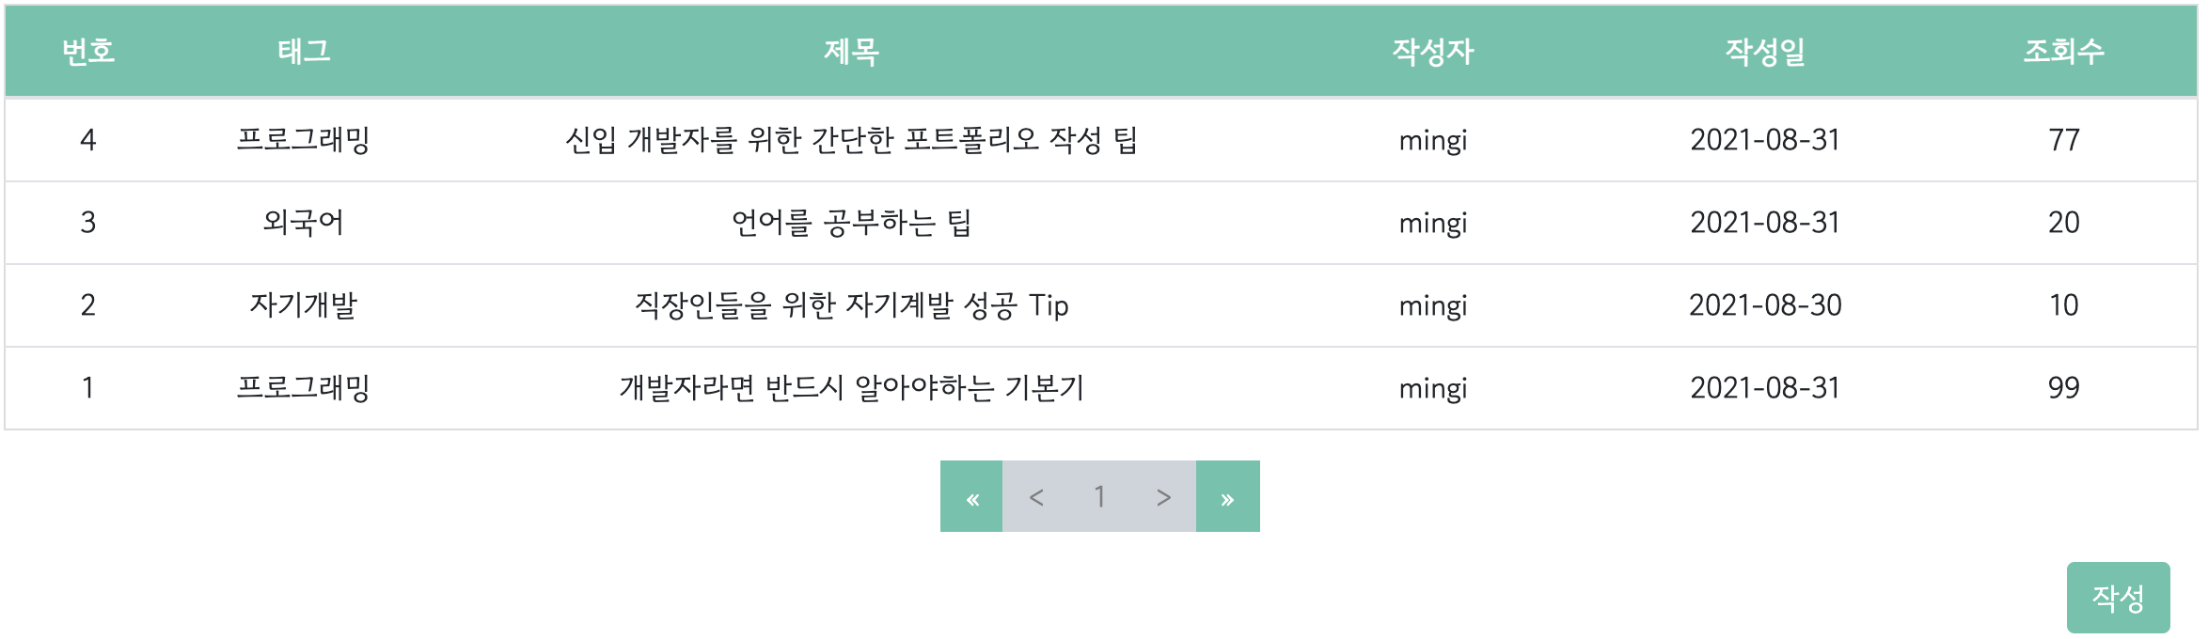 번호 태그 제목 작성자 작성일 조회수
4 프로그래밍 신입 개발자를 위한 간단한 포트폴리오 작성 팁 mingi 2021-08-31 77
3 외국어 언어를 공부하는 팁 mingi 2021-08-31 20
2 자기개발 직장인들을 위한 자기계발 성공 Tip mingi 2021-08-30 10
1 프로그래밍 개발자라면 반드시 알아야하는 기본기 mingi 2021-08-31 99
« < 1 > »
작성